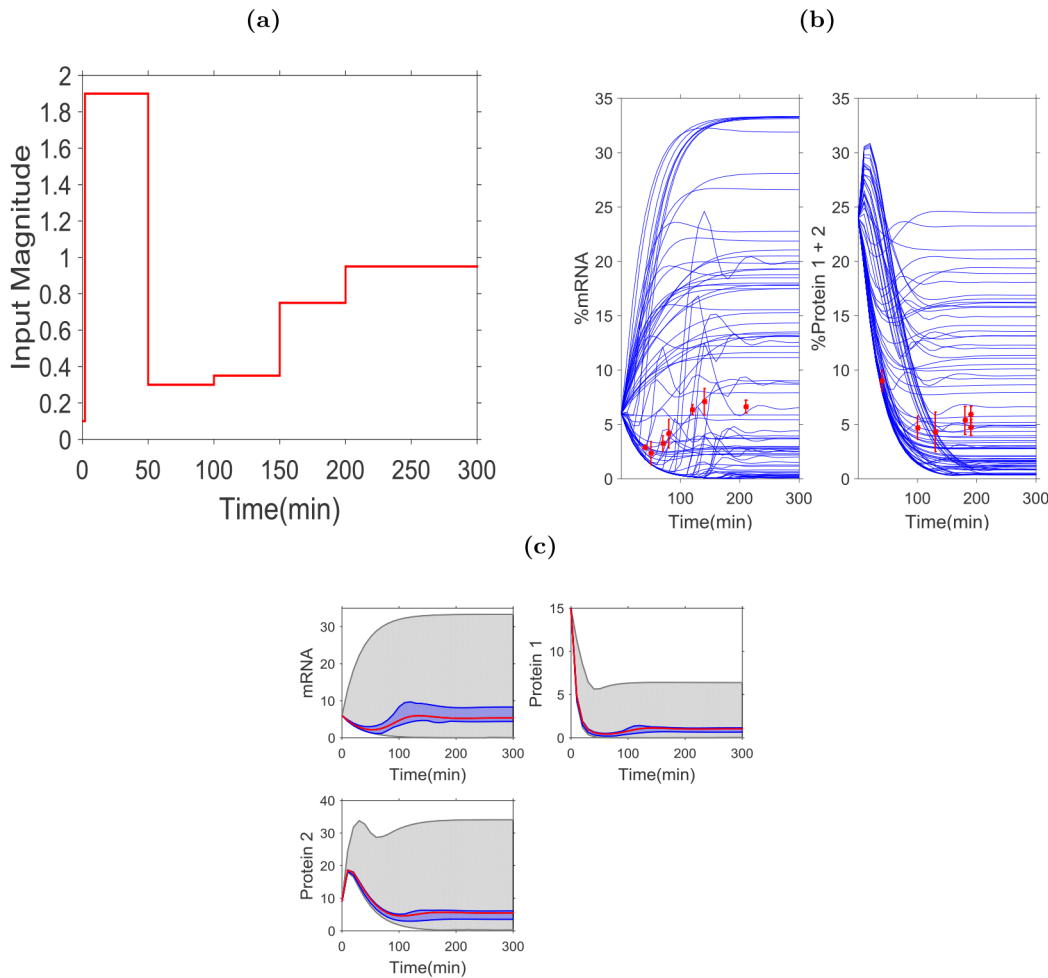 (a)
(b)
Input Magnitude
2
1.8
1.6
1.4
1.2
1
0.8
0.6
0.4
0.2
0
0 50 100 150 200 250 300
Time(min)
%mRNA
35
30
25
20
15
10
5
0
100 200 300
Time(min)
%Protein 1 + 2
35
30
25
20
15
10
5
0
100 200 300
Time(min)
(c)
mRNA
30
20
10
0
0 100 200 300
Time(min)
Protein 1
15
10
5
0
0 100 200 300
Time(min)
Protein 2
40
30
20
10
0
0 100 200 300
Time(min)